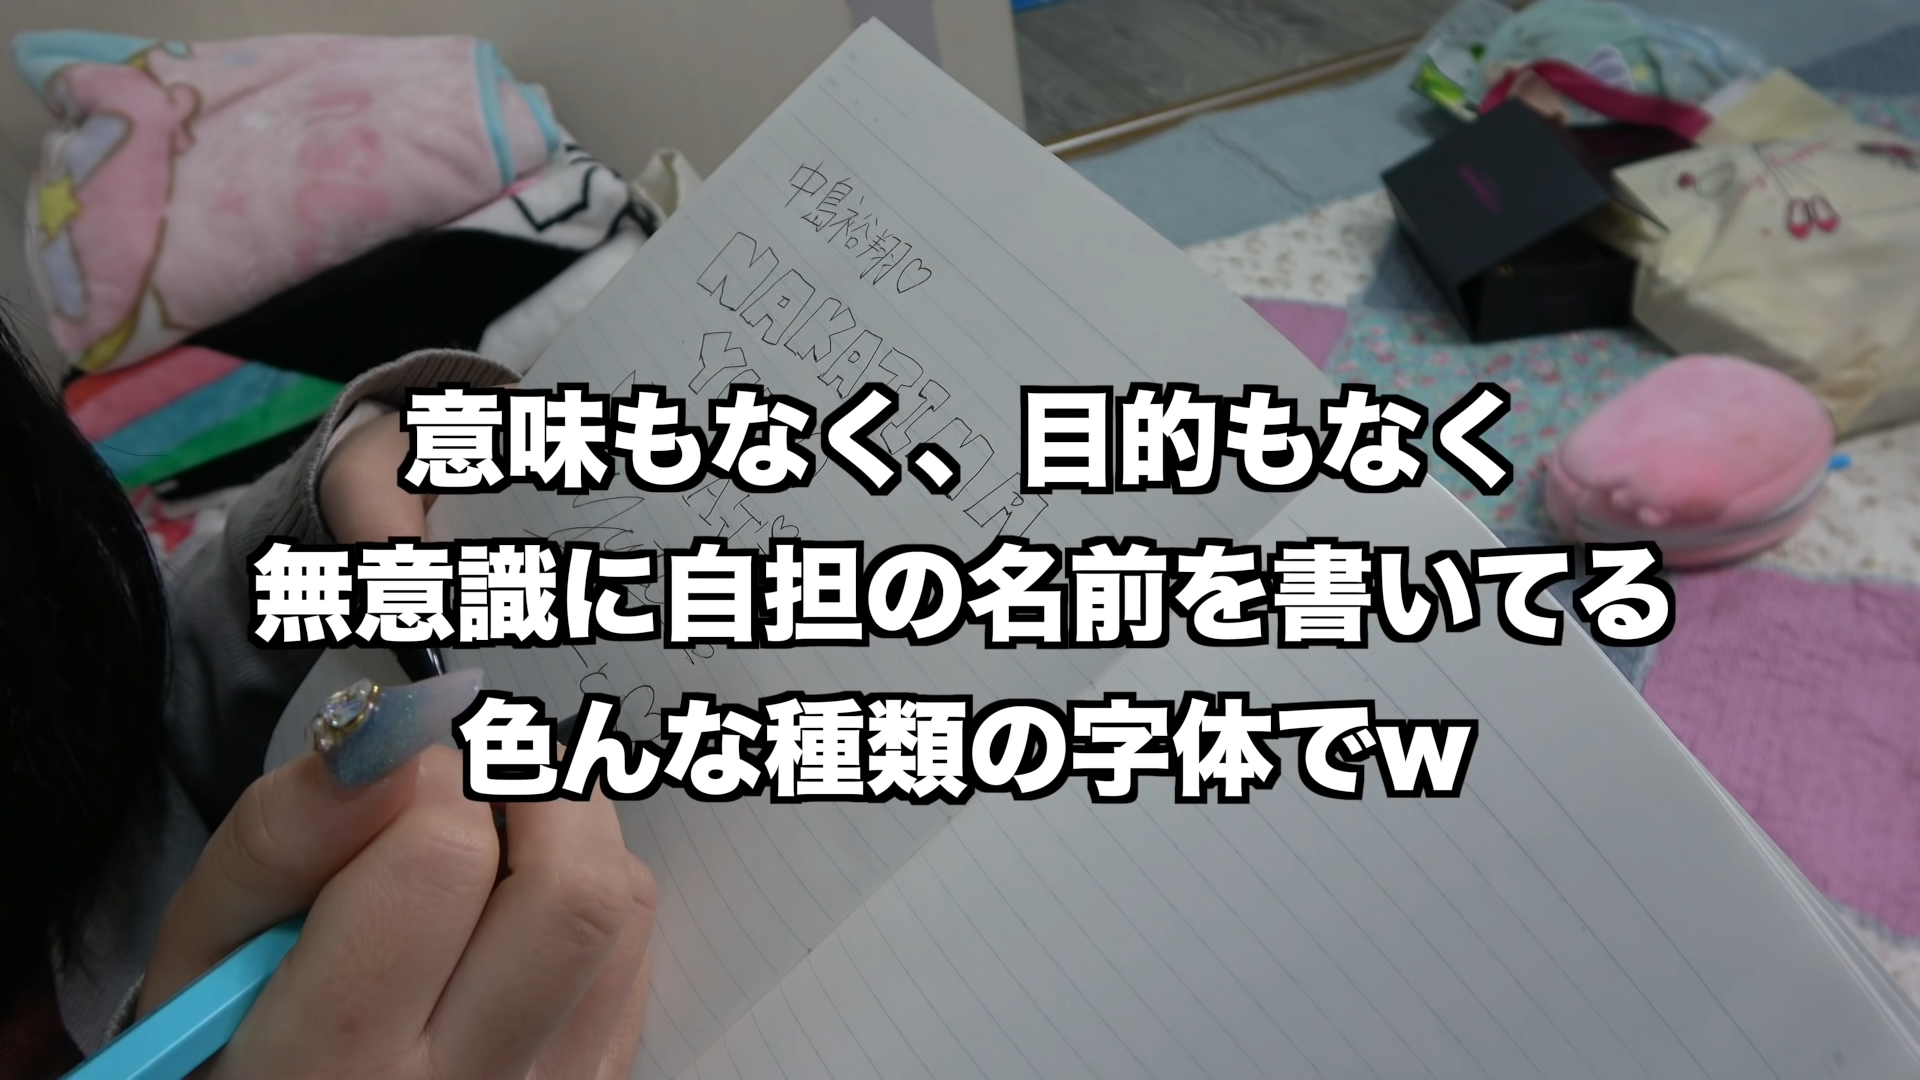 中島裕翔♡
NAKAJIMA
意味もなく、目的もなく
無意識に自担の名前を書いてる
色んな種類の字体でw